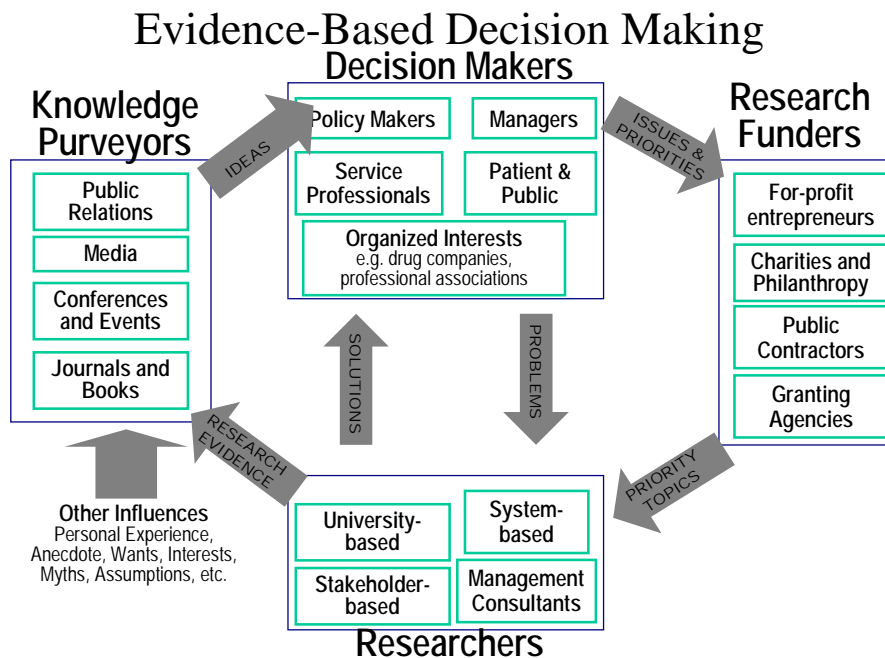 Evidence-Based Decision Making
Decision Makers
Policy Makers
Managers
Service
Professionals
Patient &
Public
Organized Interests
e.g. drug companies,
professional associations
Knowledge
Purveyors
Public
Relations
Media
Conferences
and Events
Journals and
Books
IDEAS
ISSUES &
PRIORITIES
Research
Funders
For-profit
entrepreneurs
Charities and
Philanthropy
Public
Contractors
Granting
Agencies
SOLUTIONS
PROBLEMS
RESEARCH
EVIDENCE
PRIORITY
TOPICS
Other Influences
Personal Experience,
Anecdote, Wants, Interests,
Myths, Assumptions, etc.
University-
based
System-
based
Stakeholder-
based
Management
Consultants
Researchers